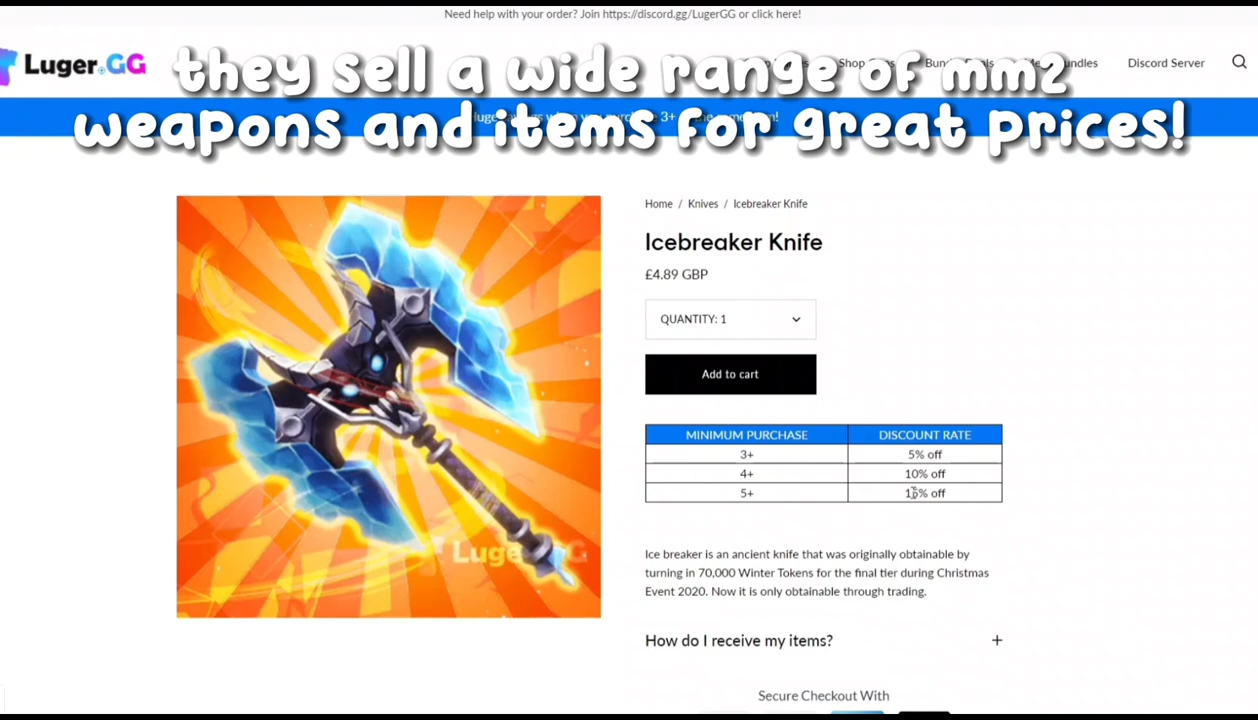 Need help with your order? Join https://discord.gg/LugerGG or click here!
Luger.GG
Discord Server
they sell a wide range of mm2
weapons and items for great prices!
Home / Knives / Icebreaker Knife
Icebreaker Knife
£4.89 GBP
QUANTITY: 1
Add to cart
MINIMUM PURCHASE DISCOUNT RATE
3+ 5% off
4+ 10% off
5+ 15% off
Ice breaker is an ancient knife that was originally obtainable by
turning in 70,000 Winter Tokens for the final tier during Christmas
Event 2020. Now it is only obtainable through trading.
How do I receive my items? +
Secure Checkout With